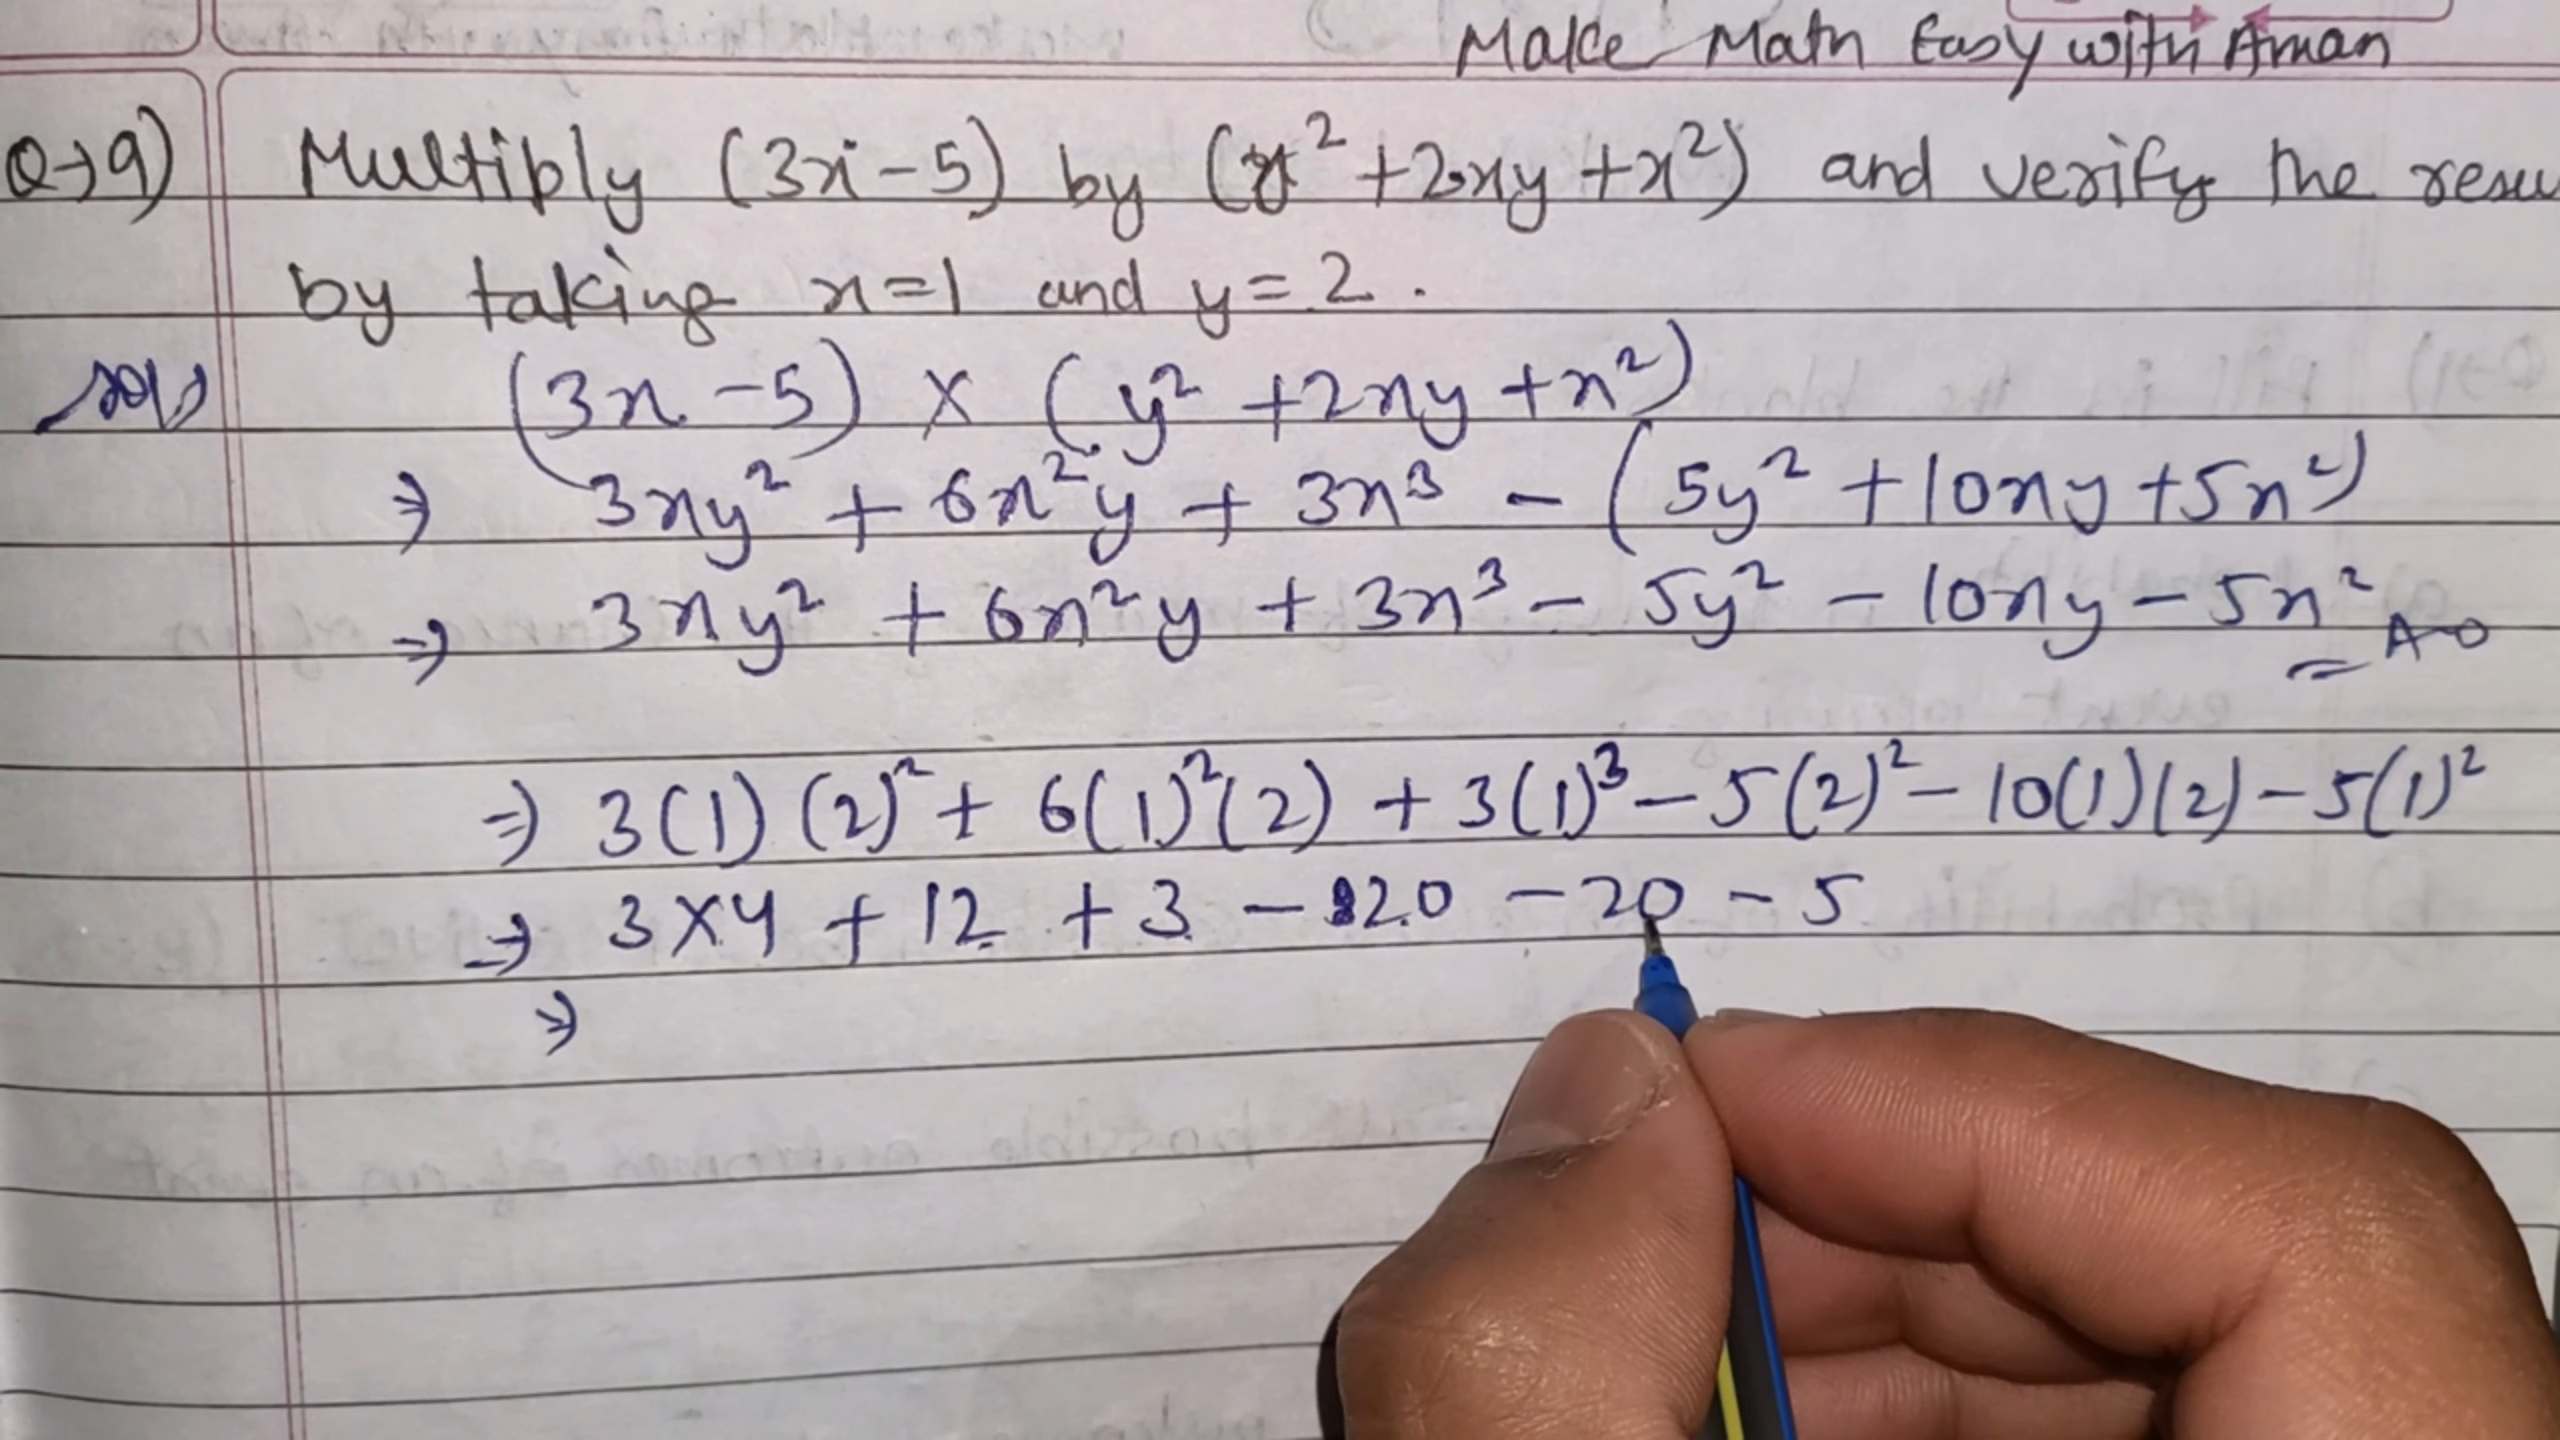 Make Math Easy with Aman
Q→9) Multiply (3x-5) by (y² + 2xy + x²) and verify the resu
by taking x=1 and y=2.
Solⁿ (3x-5) × (y² + 2xy + x²)
⇒ 3xy² + 6x²y + 3x³ - (5y² + 10xy + 5x²)
⇒ 3xy² + 6x²y + 3x³ - 5y² - 10xy - 5x²
⇒ 3(1)(2)² + 6(1)²(2) + 3(1)³ - 5(2)² - 10(1)(2) - 5(1)²
⇒ 3×4 + 12 + 3 - 20 - 20 - 5
⇒